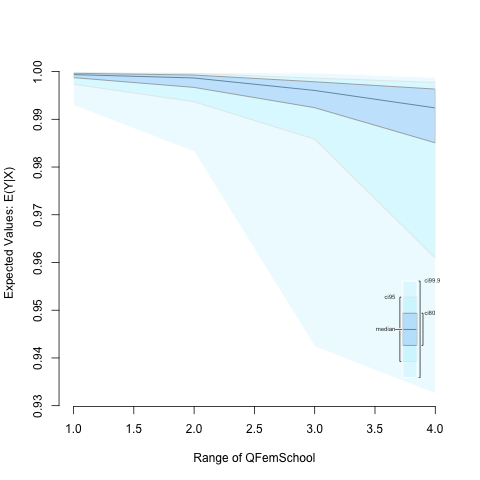 Expected Values: E(Y|X)
1.00
0.99
0.98
0.97
0.96
0.95
0.94
0.93
ci99.9
ci95
ci80
median
1.0 1.5 2.0 2.5 3.0 3.5 4.0
Range of QFemSchool